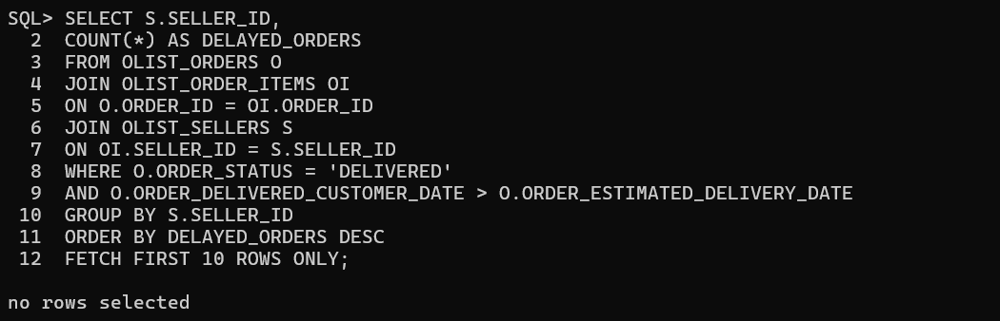 SQL> SELECT S.SELLER_ID,
  2  COUNT(*) AS DELAYED_ORDERS
  3  FROM OLIST_ORDERS O
  4  JOIN OLIST_ORDER_ITEMS OI
  5  ON O.ORDER_ID = OI.ORDER_ID
  6  JOIN OLIST_SELLERS S
  7  ON OI.SELLER_ID = S.SELLER_ID
  8  WHERE O.ORDER_STATUS = 'DELIVERED'
  9  AND O.ORDER_DELIVERED_CUSTOMER_DATE > O.ORDER_ESTIMATED_DELIVERY_DATE
 10  GROUP BY S.SELLER_ID
 11  ORDER BY DELAYED_ORDERS DESC
 12  FETCH FIRST 10 ROWS ONLY;

no rows selected